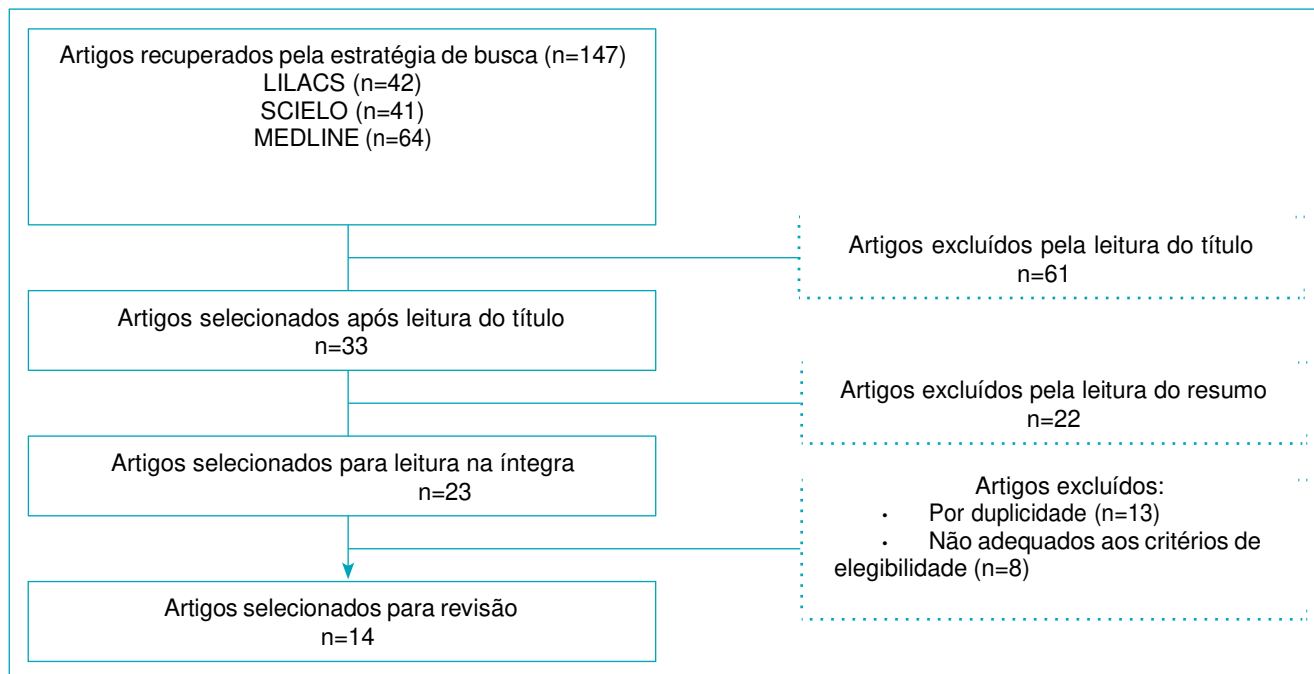 Artigos recuperados pela estratégia de busca (n=147)
LILACS (n=42)
SCIELO (n=41)
MEDLINE (n=64)
Artigos excluídos pela leitura do título
n=61
Artigos selecionados após leitura do título
n=33
Artigos excluídos pela leitura do resumo
n=22
Artigos selecionados para leitura na íntegra
n=23
Artigos excluídos:
• Por duplicidade (n=13)
• Não adequados aos critérios de
elegibilidade (n=8)
Artigos selecionados para revisão
n=14